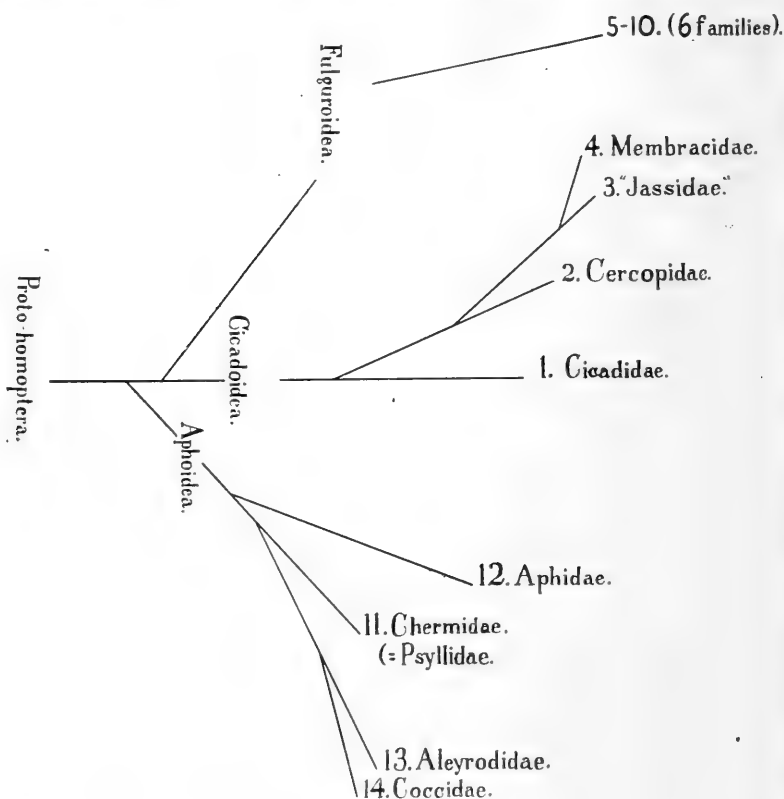 5-10. (6 families).
Fulguroidea.
4. Membracidae.
3. "Jassidae."
2. Cercopidae.
Proto-homoptera.
Cicadoidea.
1. Cicadidae.
Aphoidea.
12. Aphidae.
11. Chermidae.
(=Psyllidae.
13. Aleyrodidae.
14. Coccidae.